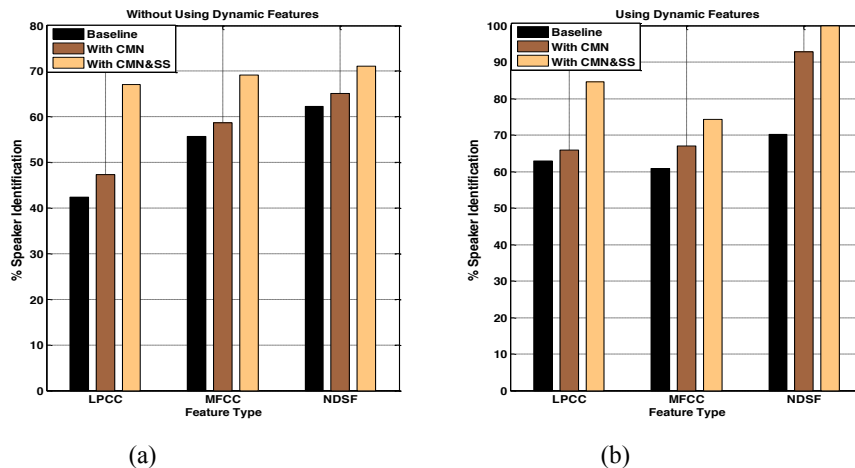 Without Using Dynamic Features
Baseline
With CMN
With CMN&SS
% Speaker Identification
80
70
60
50
40
30
20
10
0
LPCC MFCC NDSF
Feature Type
(a)
Using Dynamic Features
Baseline
With CMN
With CMN&SS
% Speaker Identification
100
90
80
70
60
50
40
30
20
10
0
LPCC MFCC NDSF
Feature Type
(b)